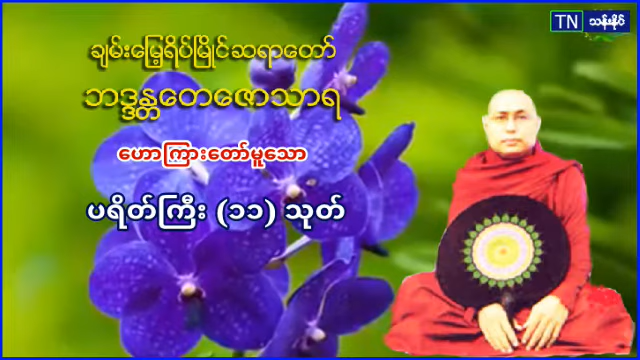 TN သန်းနိုင်
ချမ်းမြေ့ရိပ်မြိုင်ဆရာတော်
ဘဒ္ဒန္တတေဇောသာရ
ဟောကြားတော်မူသော
ပရိတ်ကြီး (၁၁) သုတ်